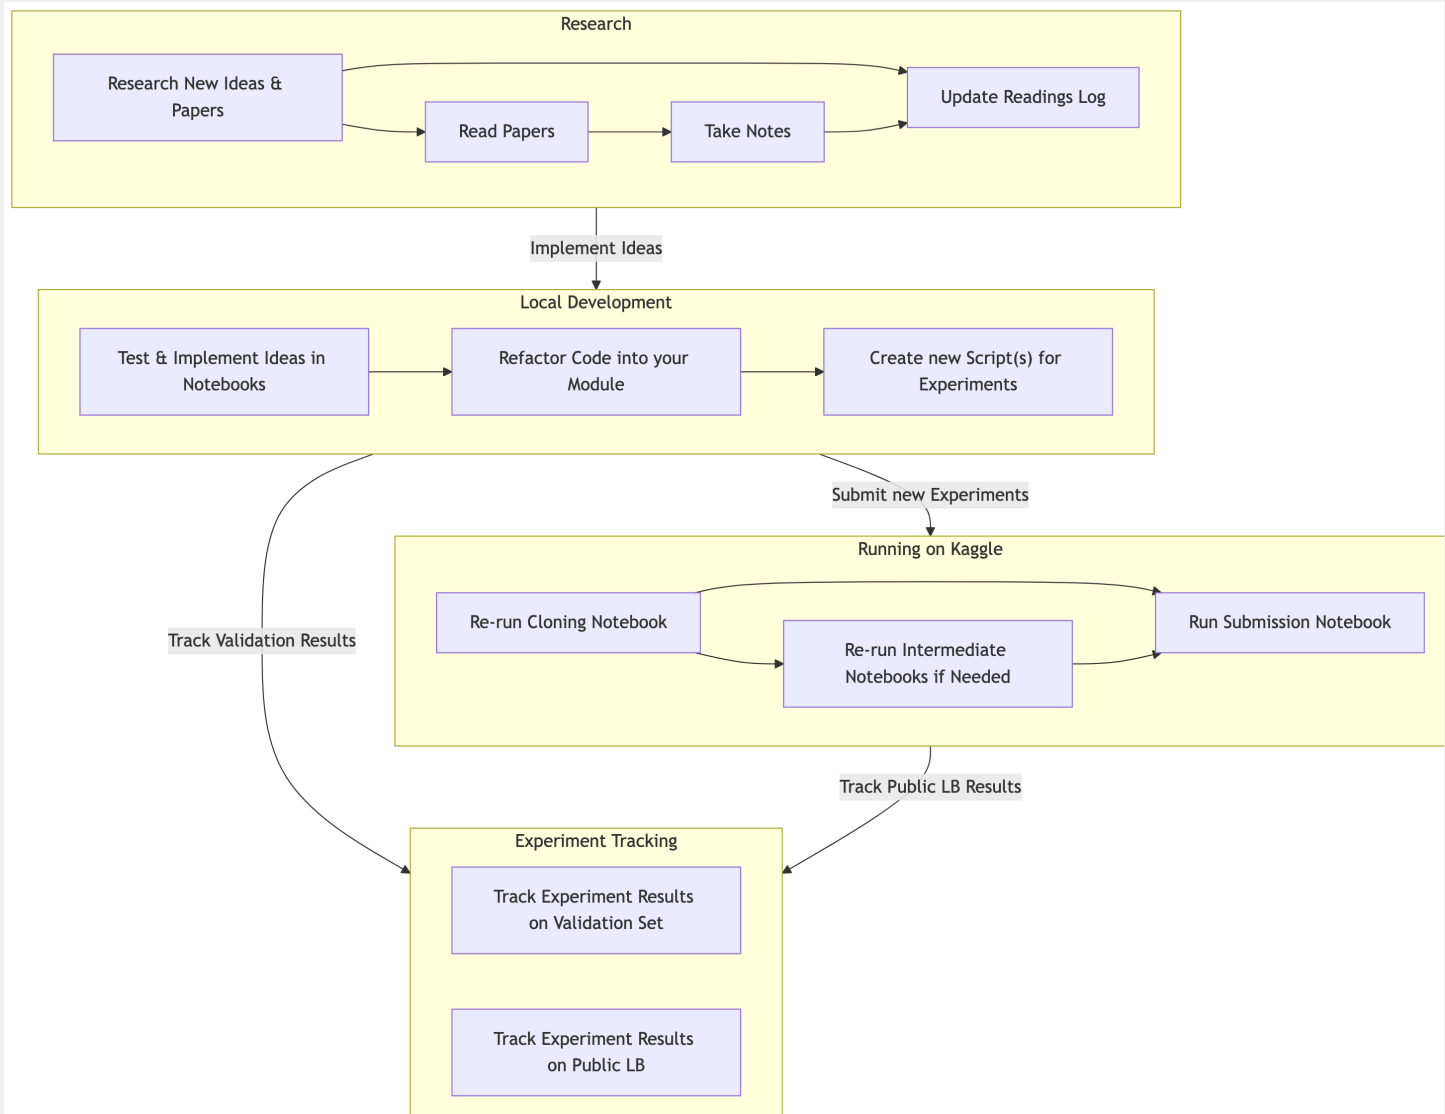 Research
Research New Ideas &
Papers
Read Papers
Take Notes
Update Readings Log
Implement Ideas
Local Development
Test & Implement Ideas in
Notebooks
Refactor Code into your
Module
Create new Script(s) for
Experiments
Submit new Experiments
Running on Kaggle
Re-run Cloning Notebook
Re-run Intermediate
Notebooks if Needed
Run Submission Notebook
Track Validation Results
Track Public LB Results
Experiment Tracking
Track Experiment Results
on Validation Set
Track Experiment Results
on Public LB